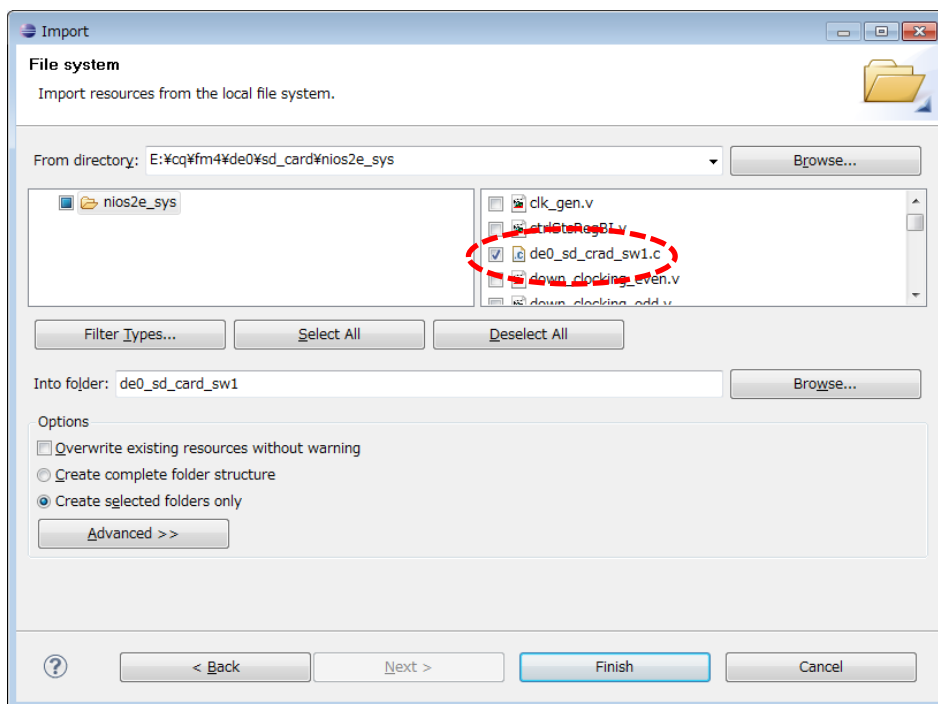 Import
File system
Import resources from the local file system.
From directory: E:¥cq¥fm4¥de0¥sd_card¥nios2e_sys
Browse...
nios2e_sys
clk_gen.v
ctrlStsRegBI.v
de0_sd_crad_sw1.c
down_clocking_even.v
down_clocking_odd.v
Filter Types...
Select All
Deselect All
Into folder: de0_sd_card_sw1
Browse...
Options
Overwrite existing resources without warning
Create complete folder structure
Create selected folders only
Advanced >>
?
< Back
Next >
Finish
Cancel